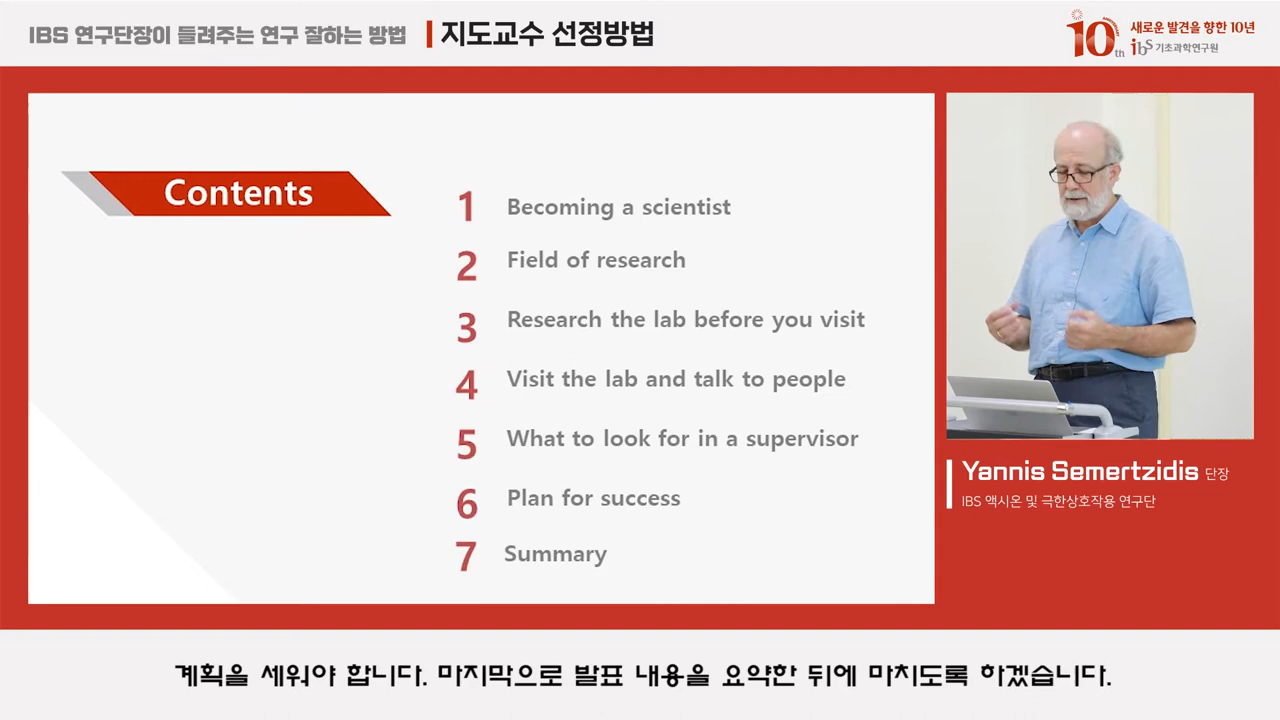 IBS 연구단장이 들려주는 연구 잘하는 방법
지도교수 선정방법
10th
새로운 발견을 향한 10년
ibs 기초과학연구원
Contents
1 Becoming a scientist
2 Field of research
3 Research the lab before you visit
4 Visit the lab and talk to people
5 What to look for in a supervisor
6 Plan for success
7 Summary
Yannis Semertzidis 단장
IBS 액시온 및 극한상호작용 연구단
계획을 세워야 합니다. 마지막으로 발표 내용을 요약한 뒤에 마치도록 하겠습니다.